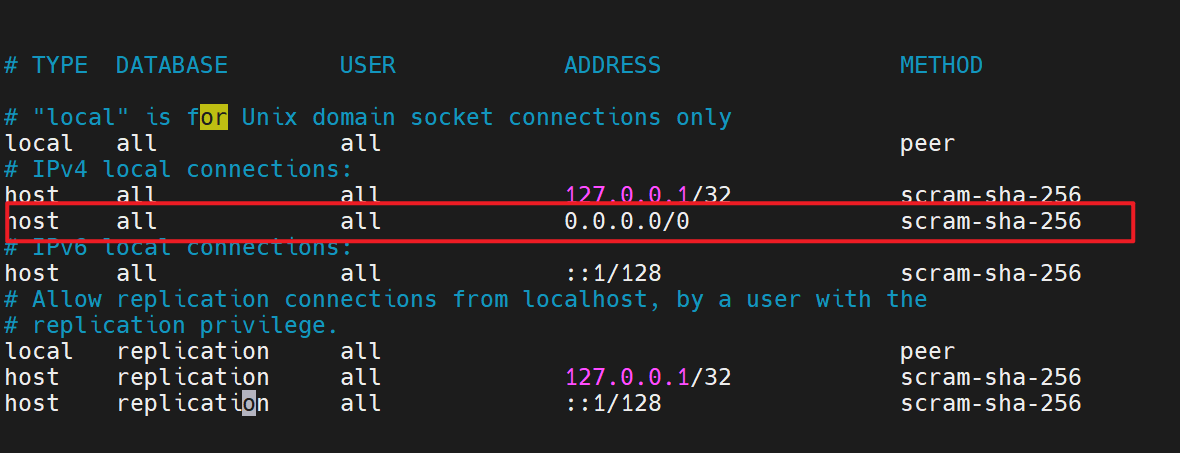 # TYPE  DATABASE        USER            ADDRESS                 METHOD
# "local" is for Unix domain socket connections only
local   all             all                                     peer
# IPv4 local connections:
host    all             all             127.0.0.1/32            scram-sha-256
host    all             all             0.0.0.0/0               scram-sha-256
# IPv6 local connections:
host    all             all             ::1/128                 scram-sha-256
# Allow replication connections from localhost, by a user with the
# replication privilege.
local   replication     all                                     peer
host    replication     all             127.0.0.1/32            scram-sha-256
host    replication     all             ::1/128                 scram-sha-256